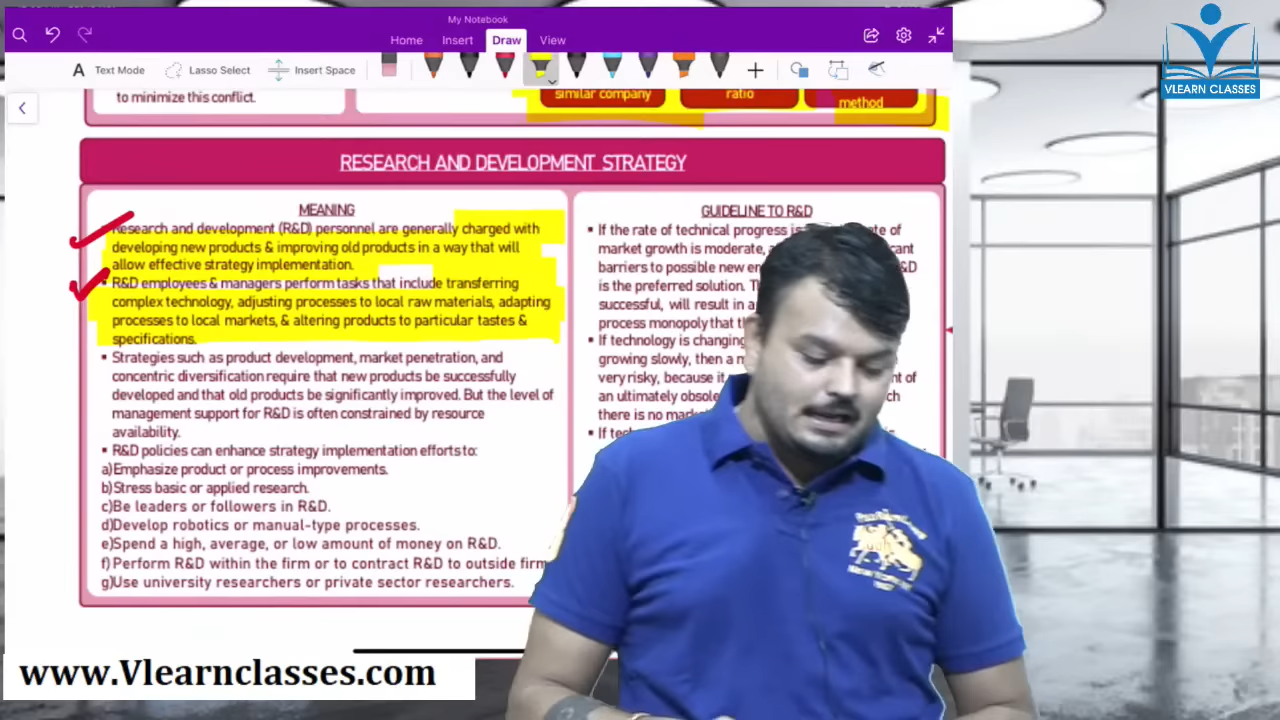 My Notebook
Home Insert Draw View
Text Mode Lasso Select Insert Space
VLEARN CLASSES
to minimize this conflict.
similar company
ratio
method
RESEARCH AND DEVELOPMENT STRATEGY
MEANING
Research and development (R&D) personnel are generally charged with
developing new products & improving old products in a way that will
allow effective strategy implementation.
▪ R&D employees & managers perform tasks that include transferring
complex technology, adjusting processes to local raw materials, adapting
processes to local markets, & altering products to particular tastes &
specifications.
▪ Strategies such as product development, market penetration, and
concentric diversification require that new products be successfully
developed and that old products be significantly improved. But the level of
management support for R&D is often constrained by resource
availability.
▪ R&D policies can enhance strategy implementation efforts to:
a)Emphasize product or process improvements.
b)Stress basic or applied research.
c)Be leaders or followers in R&D.
d)Develop robotics or manual-type processes.
e)Spend a high, average, or low amount of money on R&D.
f)Perform R&D within the firm or to contract R&D to outside firm
g)Use university researchers or private sector researchers.
GUIDELINE TO R&D
▪ If the rate of technical progress is of
market growth is moderate,
barriers to possible new
is the preferred solution.
successful, will result in a
process monopoly that
▪ If technology is changing
growing slowly, then a
very risky, because it of
an ultimately
there is no
▪ If
www.Vlearnclasses.com